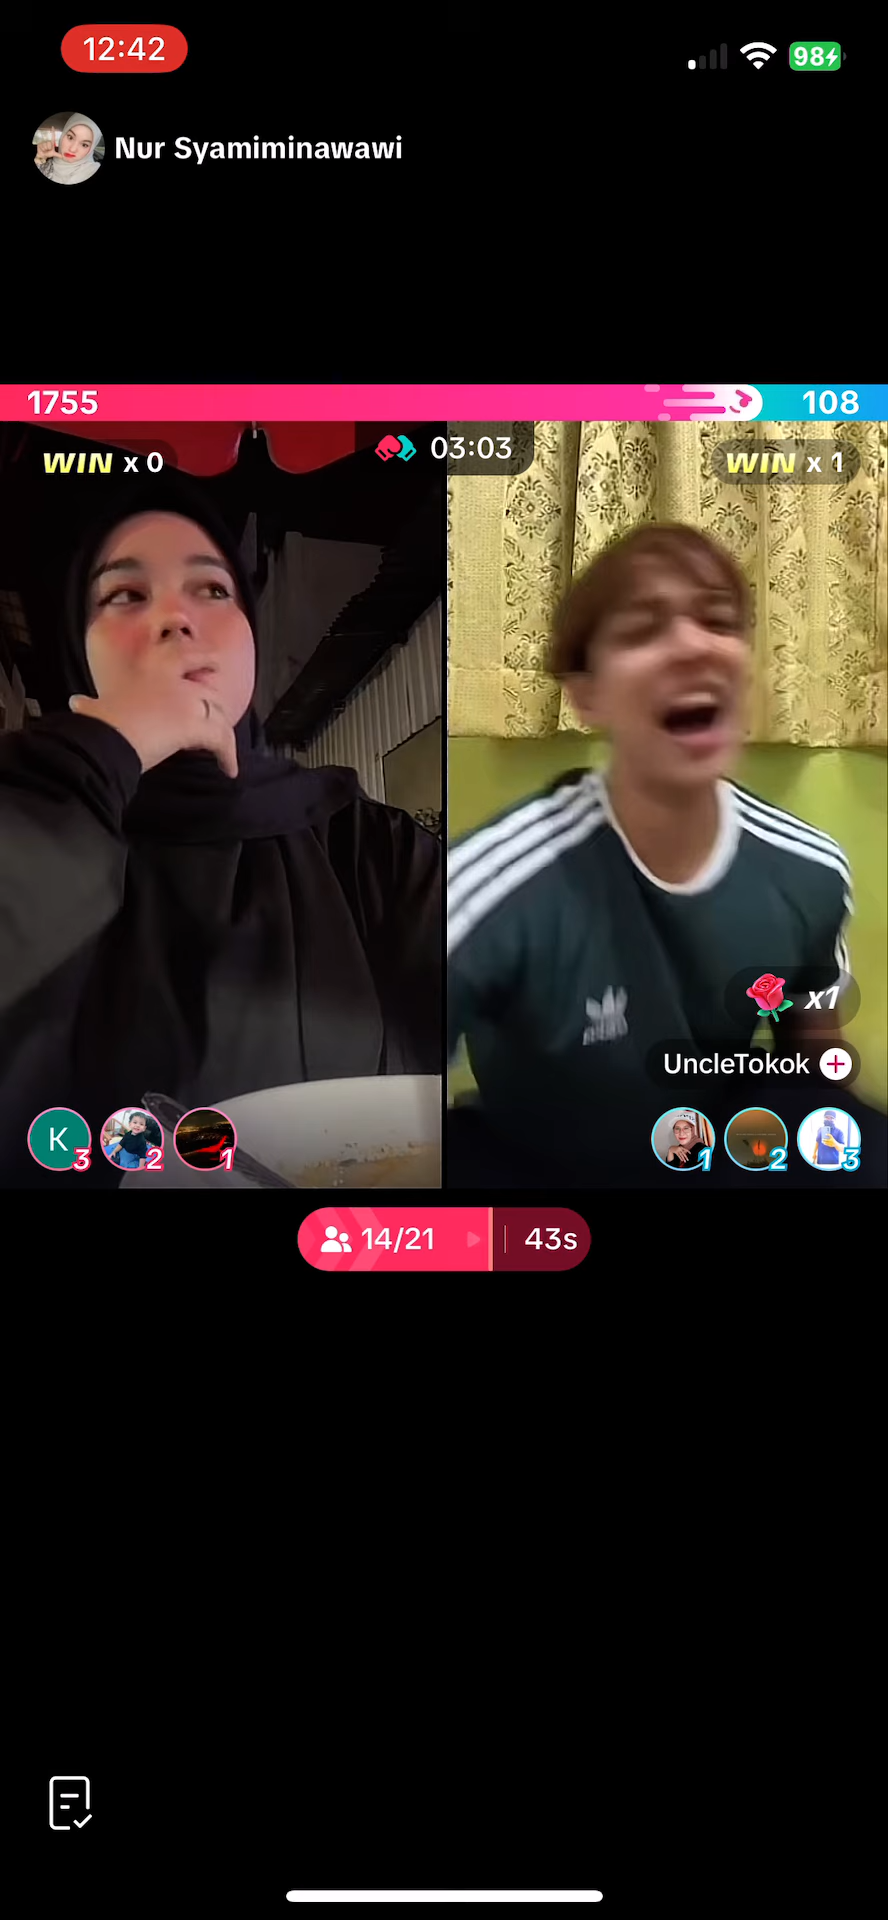 12:42
98
Nur Syamiminawawi
1755
108
WIN x 0
03:03
WIN x 1
x1
UncleTokok
K
3
2
1
1
2
3
14/21
43s